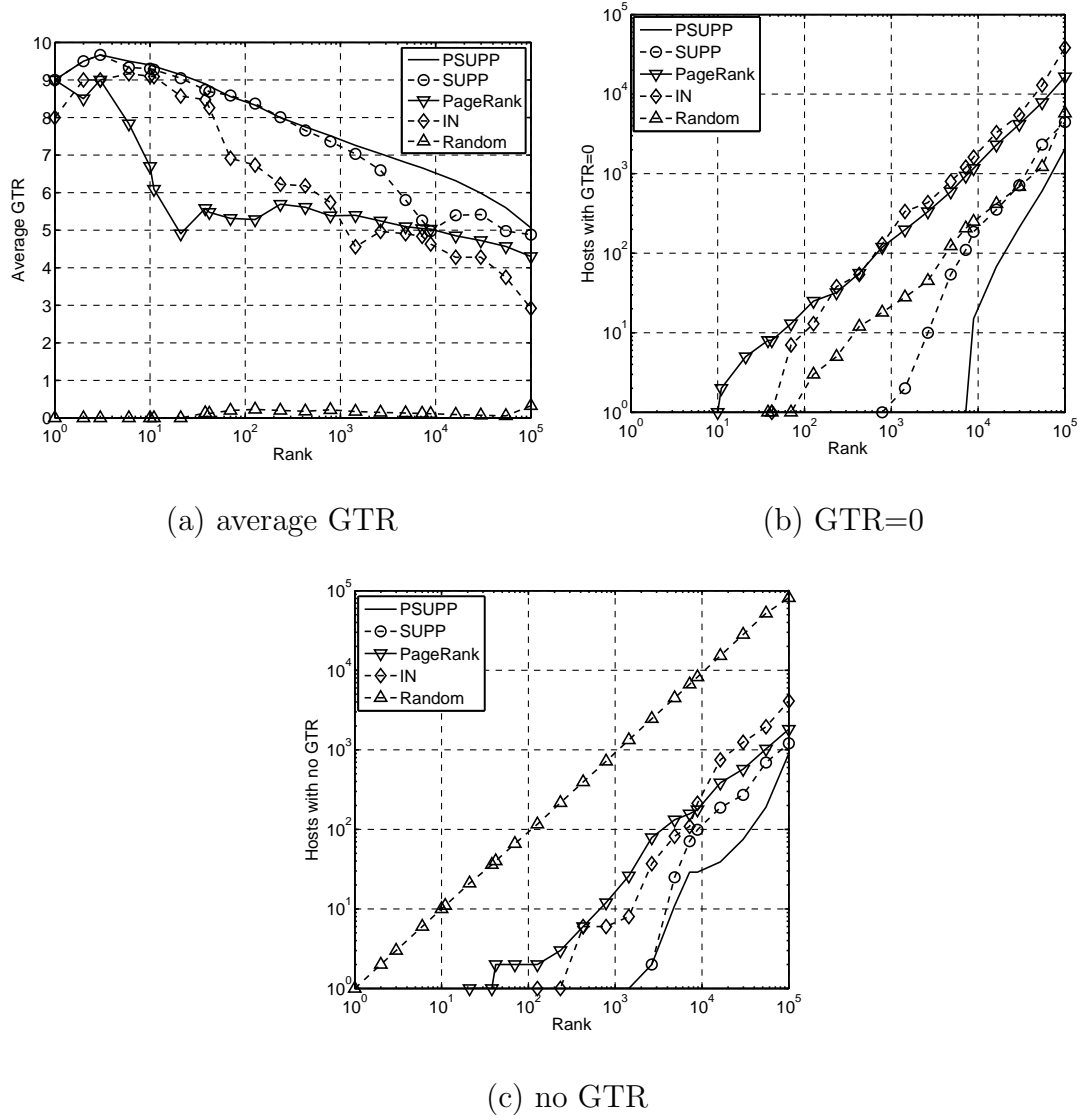 10
9
8
7
6
5
4
3
2
1
0
10^0
10^1
10^2
10^3
10^4
10^5
Average GTR
Rank
PSUPP
SUPP
PageRank
IN
Random
(a) average GTR
10^5
10^4
10^3
10^2
10^1
10^0
10^0
10^1
10^2
10^3
10^4
10^5
Hosts with GTR=0
Rank
PSUPP
SUPP
PageRank
IN
Random
(b) GTR=0
10^5
10^4
10^3
10^2
10^1
10^0
10^0
10^1
10^2
10^3
10^4
10^5
Hosts with no GTR
Rank
PSUPP
SUPP
PageRank
IN
Random
(c) no GTR